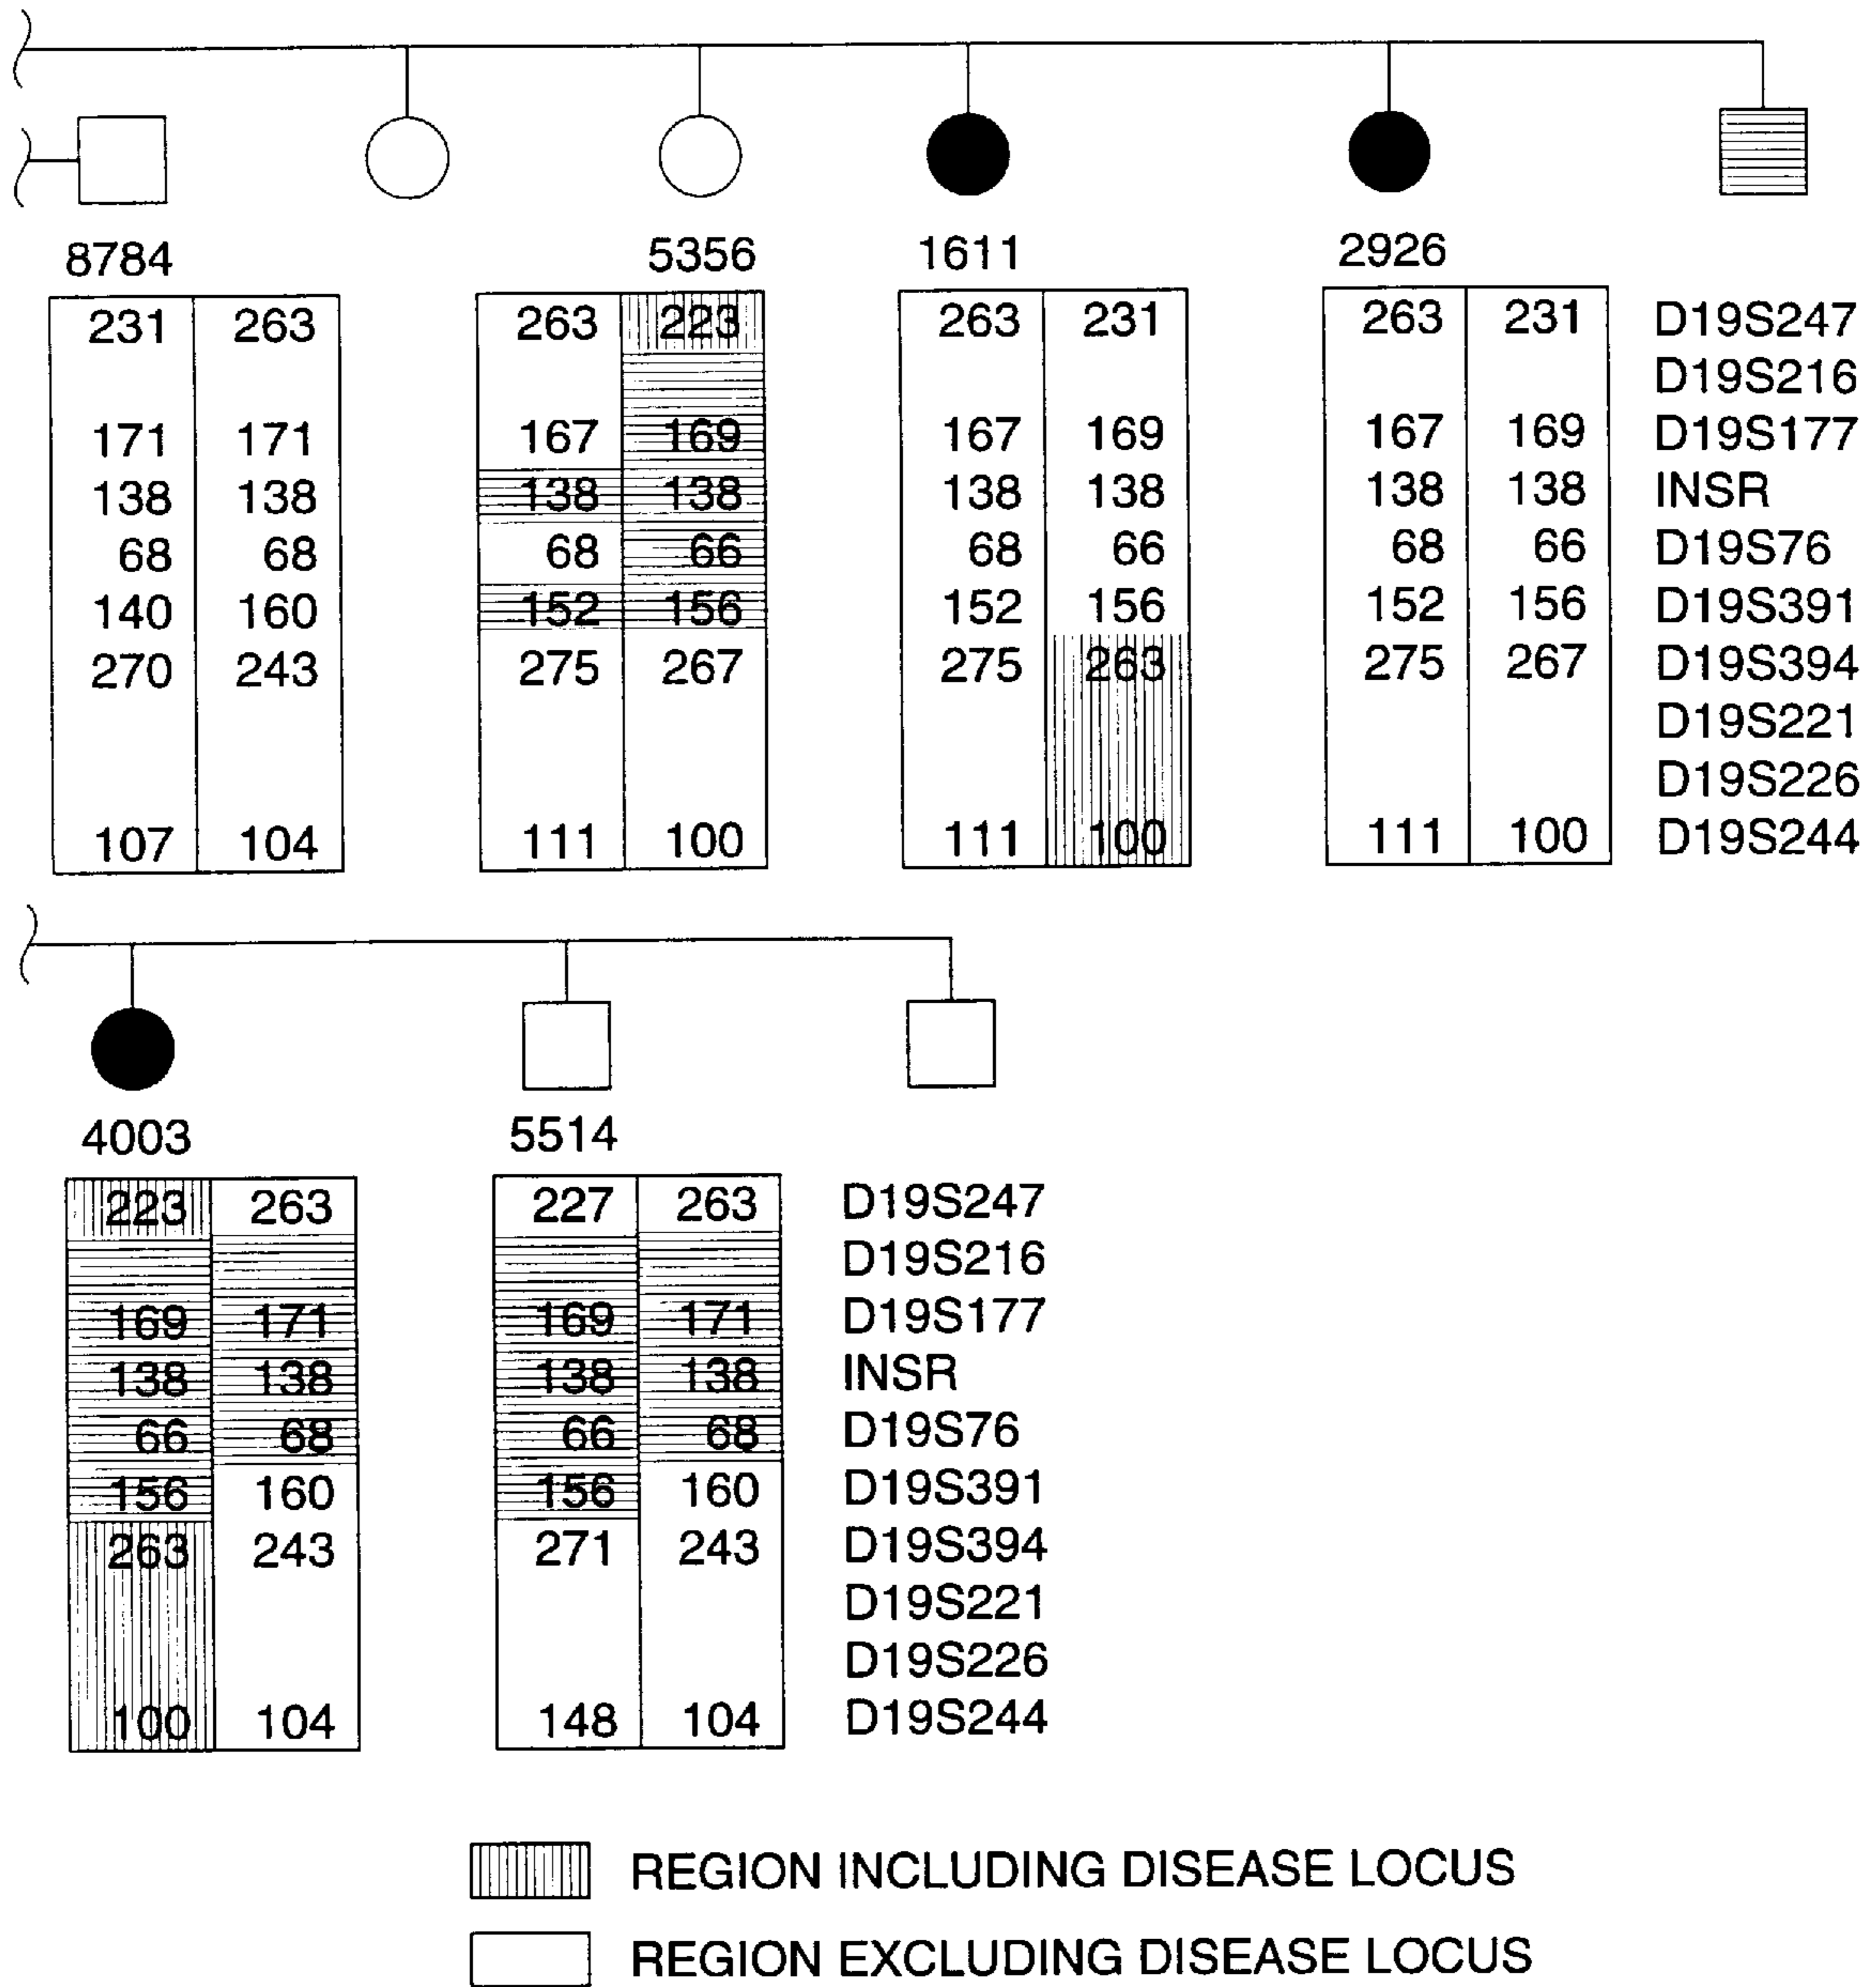 8784 5356 1611 2926
231 263 263 223 263 231 263 231 D19S247
D19S216
171 171 167 169 167 169 167 169 D19S177
138 138 138 138 138 138 138 138 INSR
68 68 68 66 68 66 68 66 D19S76
140 160 152 156 152 156 152 156 D19S391
270 243 275 267 275 263 275 267 D19S394
D19S221
D19S226
107 104 111 100 111 100 111 100 D19S244
4003 5514
223 263 227 263 D19S247
D19S216
169 171 169 171 D19S177
138 138 138 138 INSR
66 68 66 68 D19S76
156 160 156 160 D19S391
263 243 271 243 D19S394
D19S221
D19S226
100 104 148 104 D19S244
REGION INCLUDING DISEASE LOCUS
REGION EXCLUDING DISEASE LOCUS